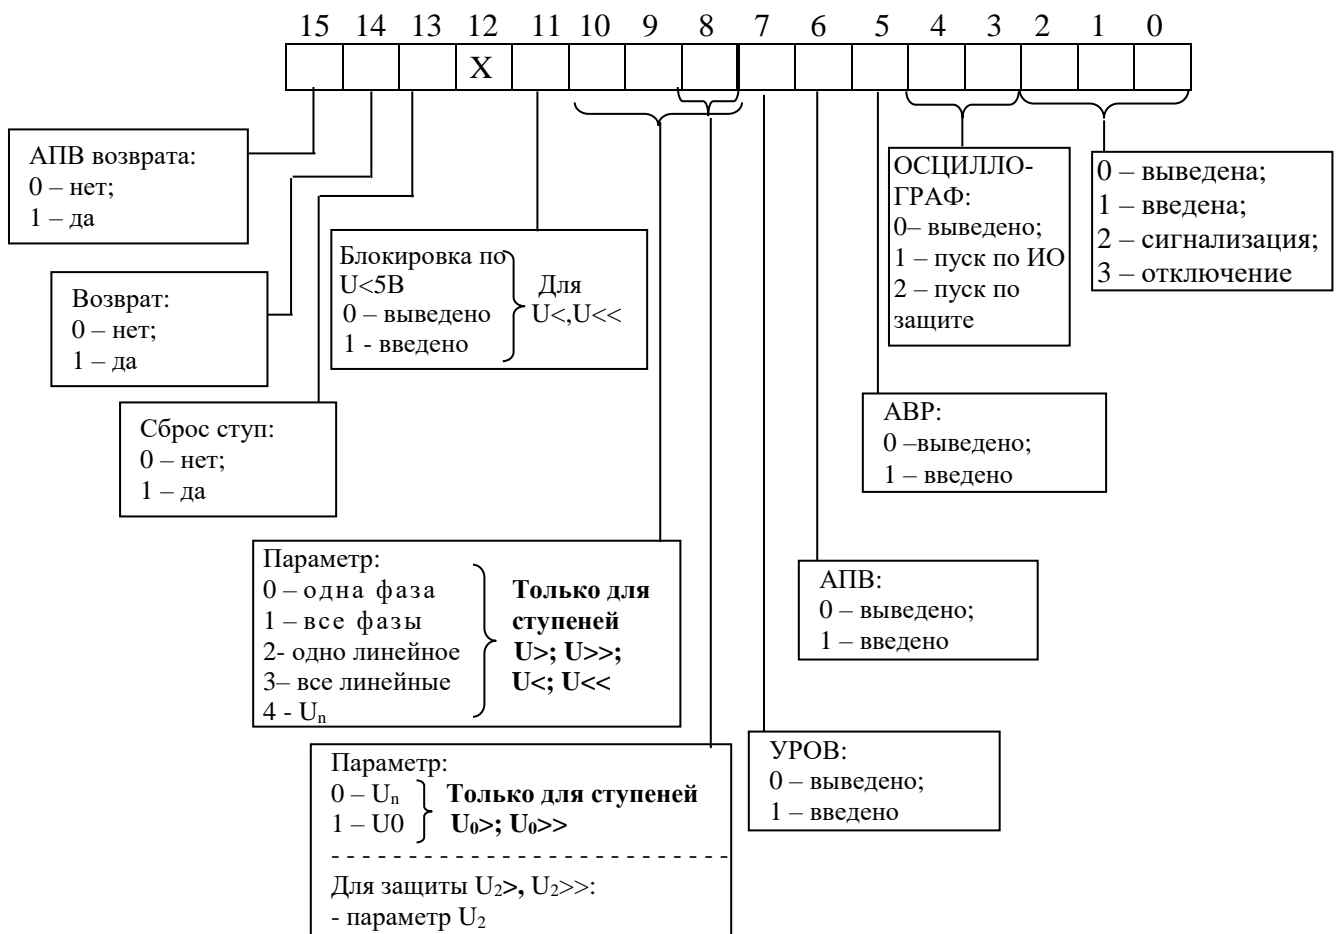 15 14 13 12 11 10 9 8 7 6 5 4 3 2 1 0
X
АПВ возврата:
0 – нет;
1 – да
Возврат:
0 – нет;
1 – да
Сброс ступ:
0 – нет;
1 – да
Блокировка по
U<5В
0 – выведено
1 - введено
Для
U<,U<<
ОСЦИЛЛО-
ГРАФ:
0– выведено;
1 – пуск по ИО
2 – пуск по
защите
0 – выведена;
1 – введена;
2 – сигнализация;
3 – отключение
АВР:
0 –выведено;
1 – введено
Параметр:
0 – одна фаза
1 – все фазы
2- одно линейное
3– все линейные
4 - Uₙ
Только для
ступеней
U>; U>>;
U<; U<<
АПВ:
0 – выведено;
1 – введено
УРОВ:
0 – выведено;
1 – введено
Параметр:
0 – Uₙ
1 – U0
Только для ступеней
U₀>; U₀>>
Для защиты U₂>, U₂>>:
- параметр U₂